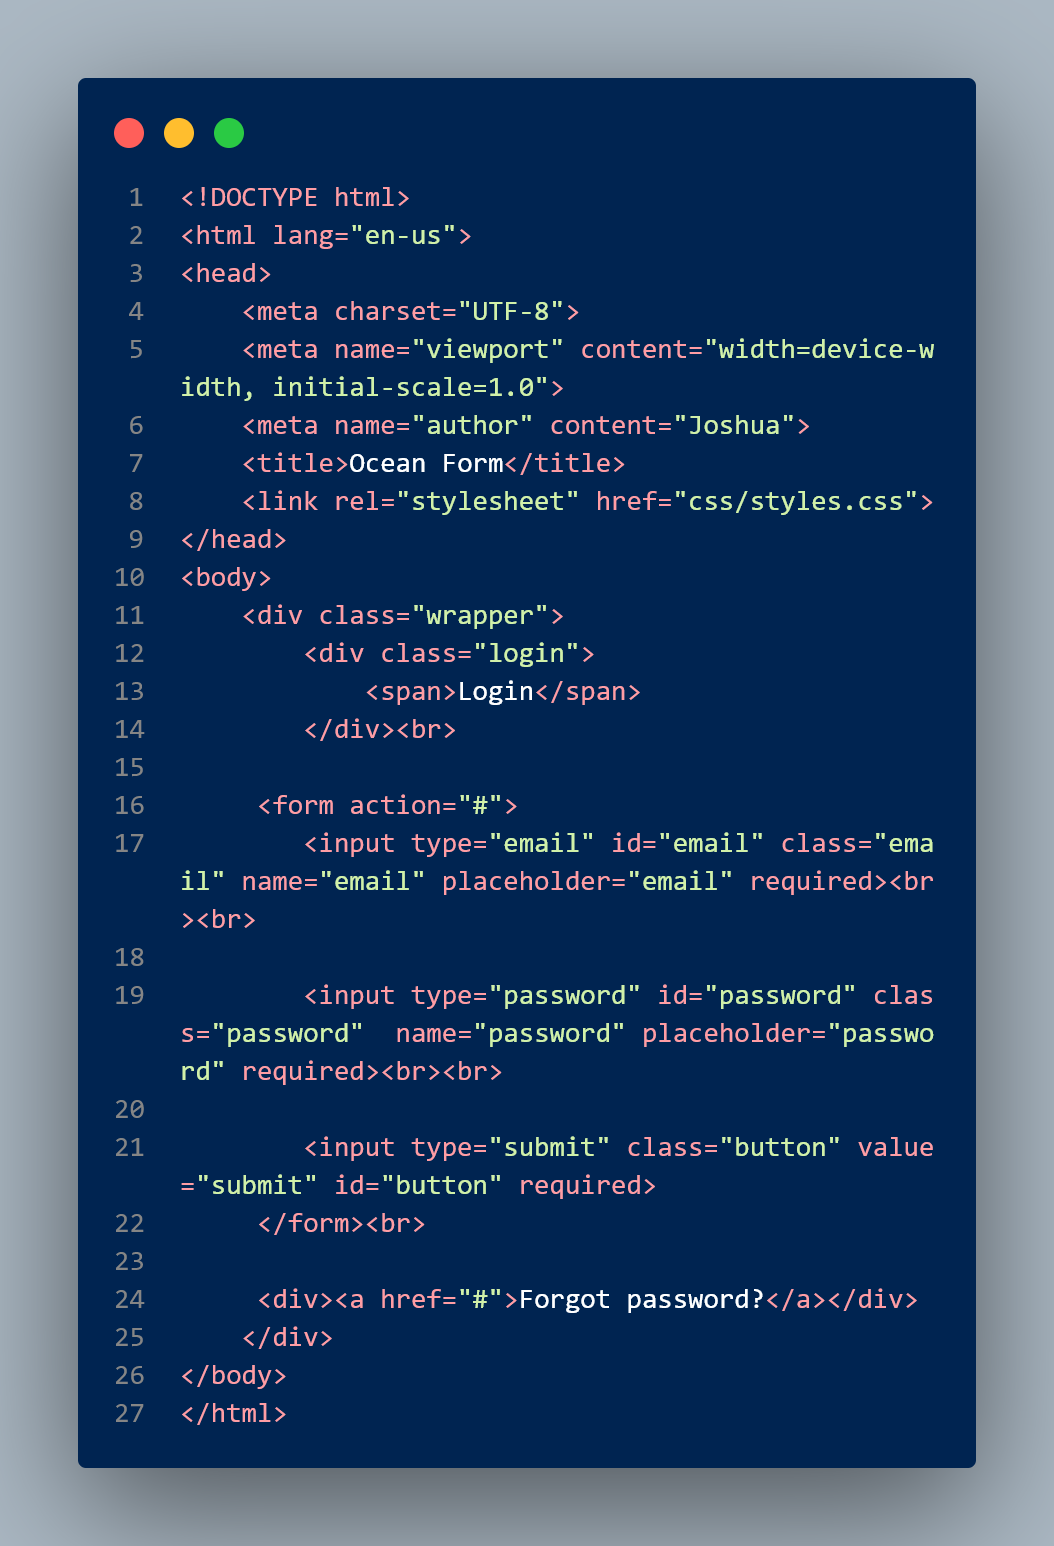 1 <!DOCTYPE html>
2 <html lang="en-us">
3 <head>
4     <meta charset="UTF-8">
5     <meta name="viewport" content="width=device-w
idth, initial-scale=1.0">
6     <meta name="author" content="Joshua">
7     <title>Ocean Form</title>
8     <link rel="stylesheet" href="css/styles.css">
9 </head>
10 <body>
11     <div class="wrapper">
12         <div class="login">
13             <span>Login</span>
14         </div><br>
15
16      <form action="#">
17         <input type="email" id="email" class="ema
il" name="email" placeholder="email" required><br
><br>
18
19         <input type="password" id="password" clas
s="password"  name="password" placeholder="passwo
rd" required><br><br>
20
21         <input type="submit" class="button" value
="submit" id="button" required>
22      </form><br>
23
24      <div><a href="#">Forgot password?</a></div>
25     </div>
26 </body>
27 </html>